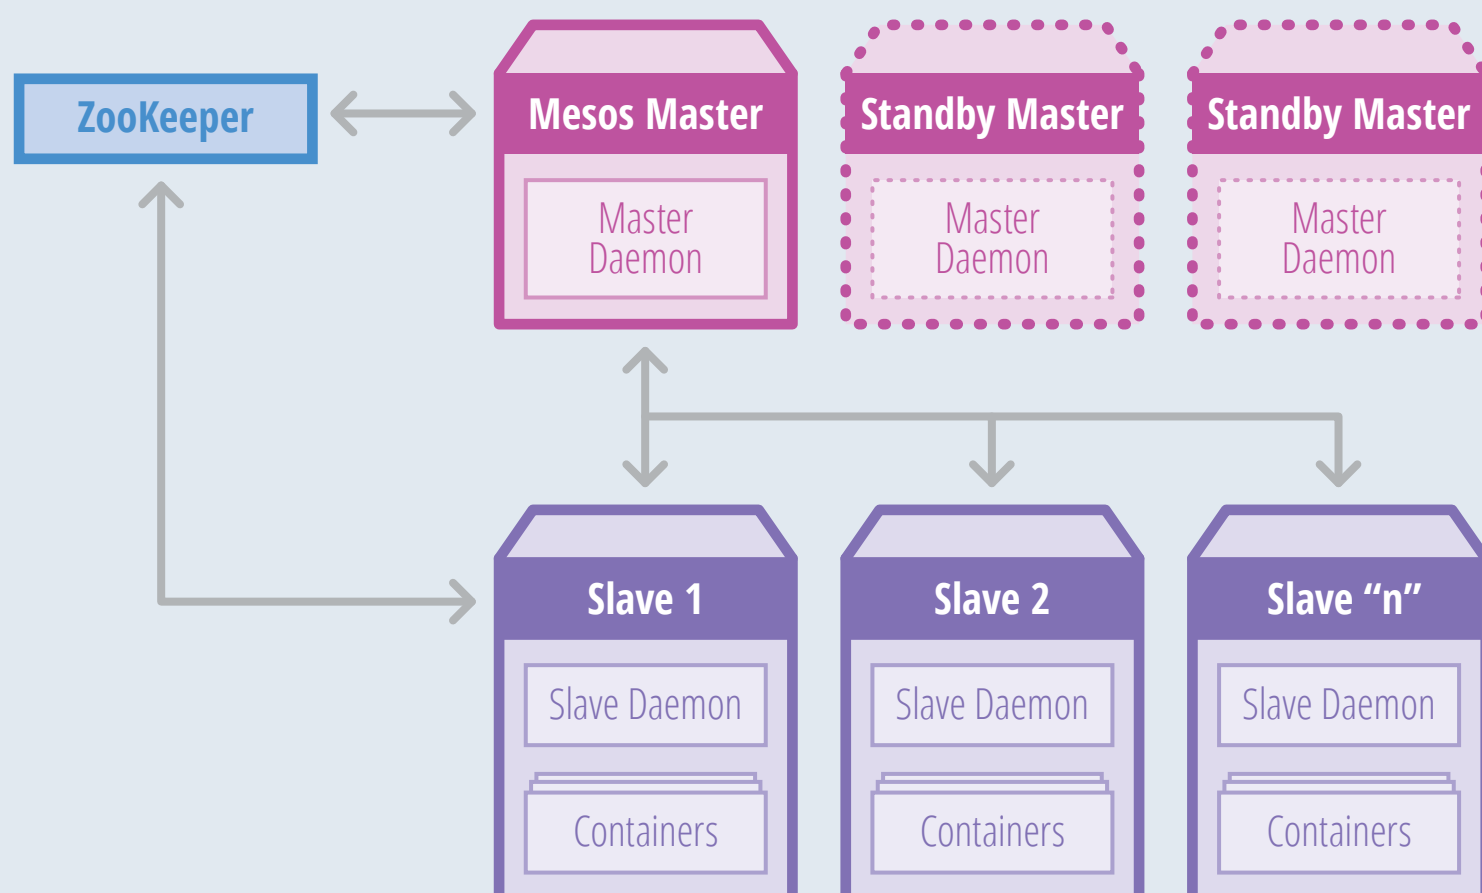 ZooKeeper
Mesos Master
Standby Master
Standby Master
Master
Daemon
Master
Daemon
Master
Daemon
Slave 1
Slave 2
Slave “n”
Slave Daemon
Slave Daemon
Slave Daemon
Containers
Containers
Containers